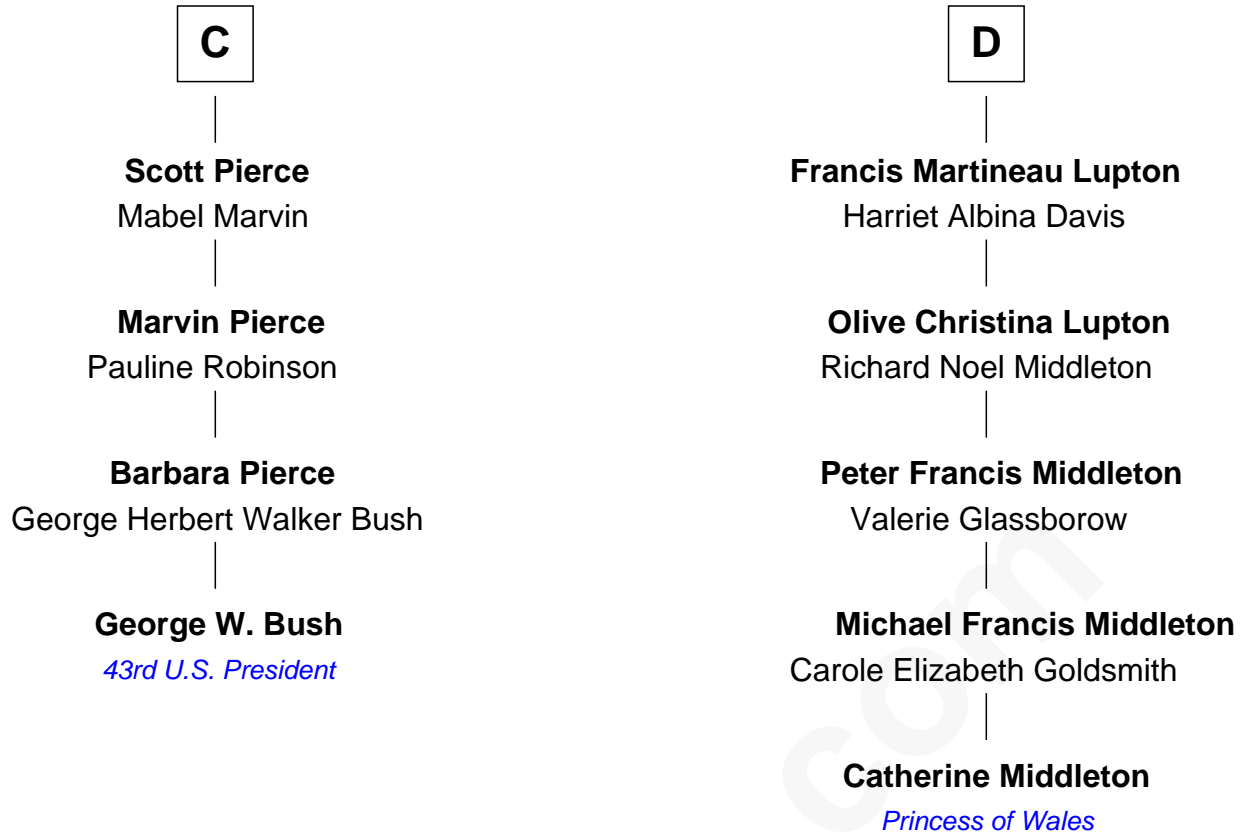 C
Scott Pierce
Mabel Marvin
Marvin Pierce
Pauline Robinson
Barbara Pierce
George Herbert Walker Bush
George W. Bush
43rd U.S. President
D
Francis Martineau Lupton
Harriet Albina Davis
Olive Christina Lupton
Richard Noel Middleton
Peter Francis Middleton
Valerie Glassborow
Michael Francis Middleton
Carole Elizabeth Goldsmith
Catherine Middleton
Princess of Wales
com